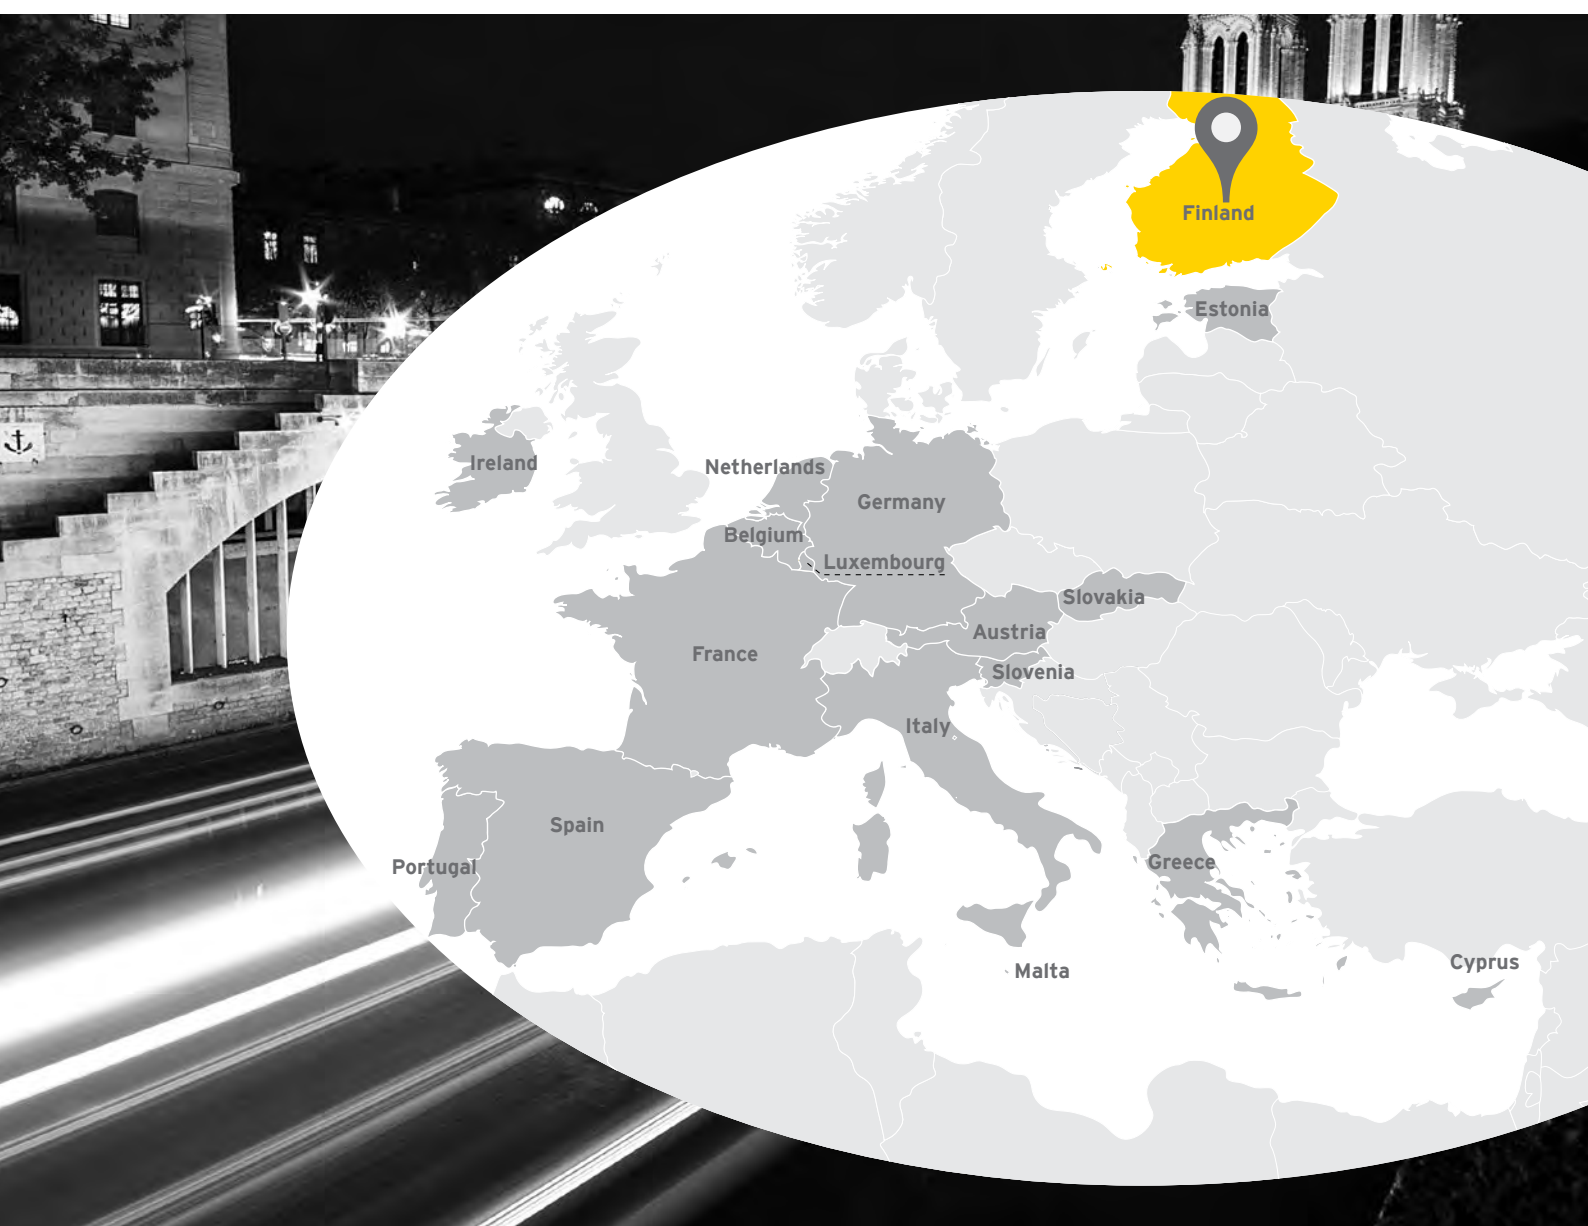 Finland
Estonia
Ireland
Netherlands
Germany
Belgium
Luxembourg
Slovakia
Austria
France
Slovenia
Italy
Spain
Portugal
Greece
Cyprus
Malta